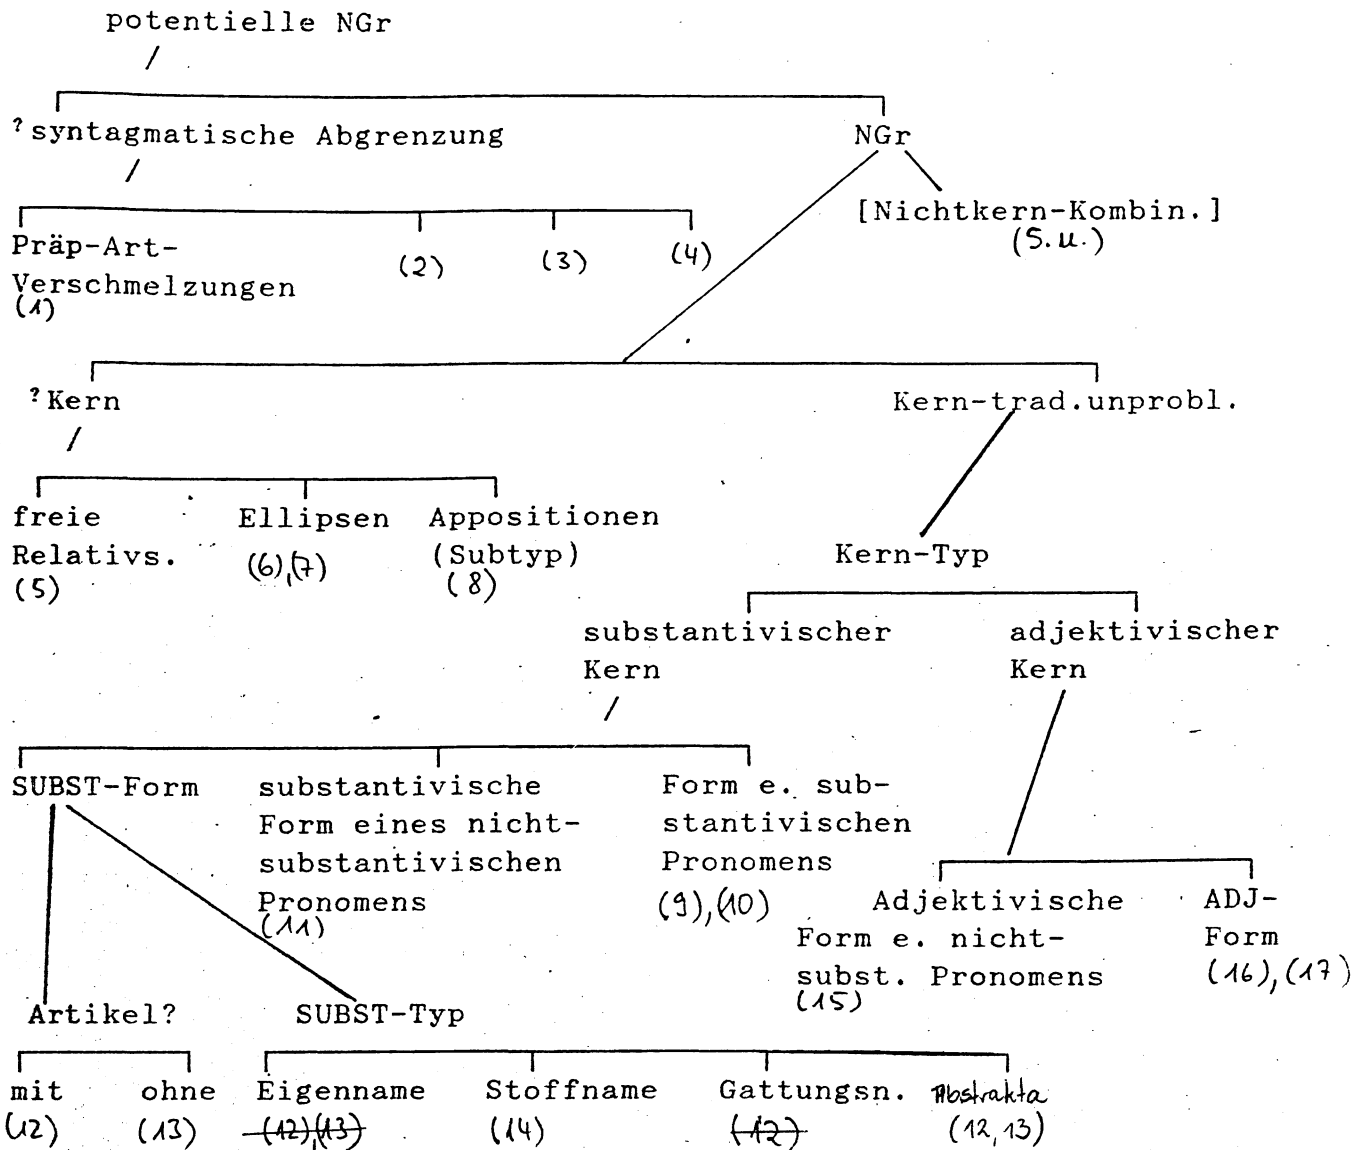 potentielle NGr
?syntagmatische Abgrenzung
NGr
[Nichtkern-Kombin.]
(S.u.)
Präp-Art-
Verschmelzungen
(1)
(2)
(3)
(4)
?Kern
Kern-trad.unprobl.
freie
Relativs.
(5)
Ellipsen
(6),(7)
Appositionen
(Subtyp)
(8)
Kern-Typ
substantivischer
Kern
adjektivischer
Kern
SUBST-Form
substantivische
Form eines nicht-
substantivischen
Pronomens
(11)
Form e. sub-
stantivischen
Pronomens
(9),(10)
Adjektivische
Form e. nicht-
subst. Pronomens
(15)
ADJ-
Form
(16),(17)
Artikel?
SUBST-Typ
mit
(12)
ohne
(13)
Eigenname
(12),(13)
Stoffname
(14)
Gattungsn.
(12)
Abstrakta
(12,13)